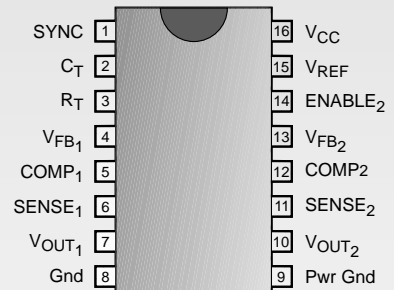 SYNC 1 16 VCC
CT 2 15 VREF
RT 3 14 ENABLE2
VFB1 4 13 VFB2
COMP1 5 12 COMP2
SENSE1 6 11 SENSE2
VOUT1 7 10 VOUT2
Gnd 8 9 Pwr Gnd